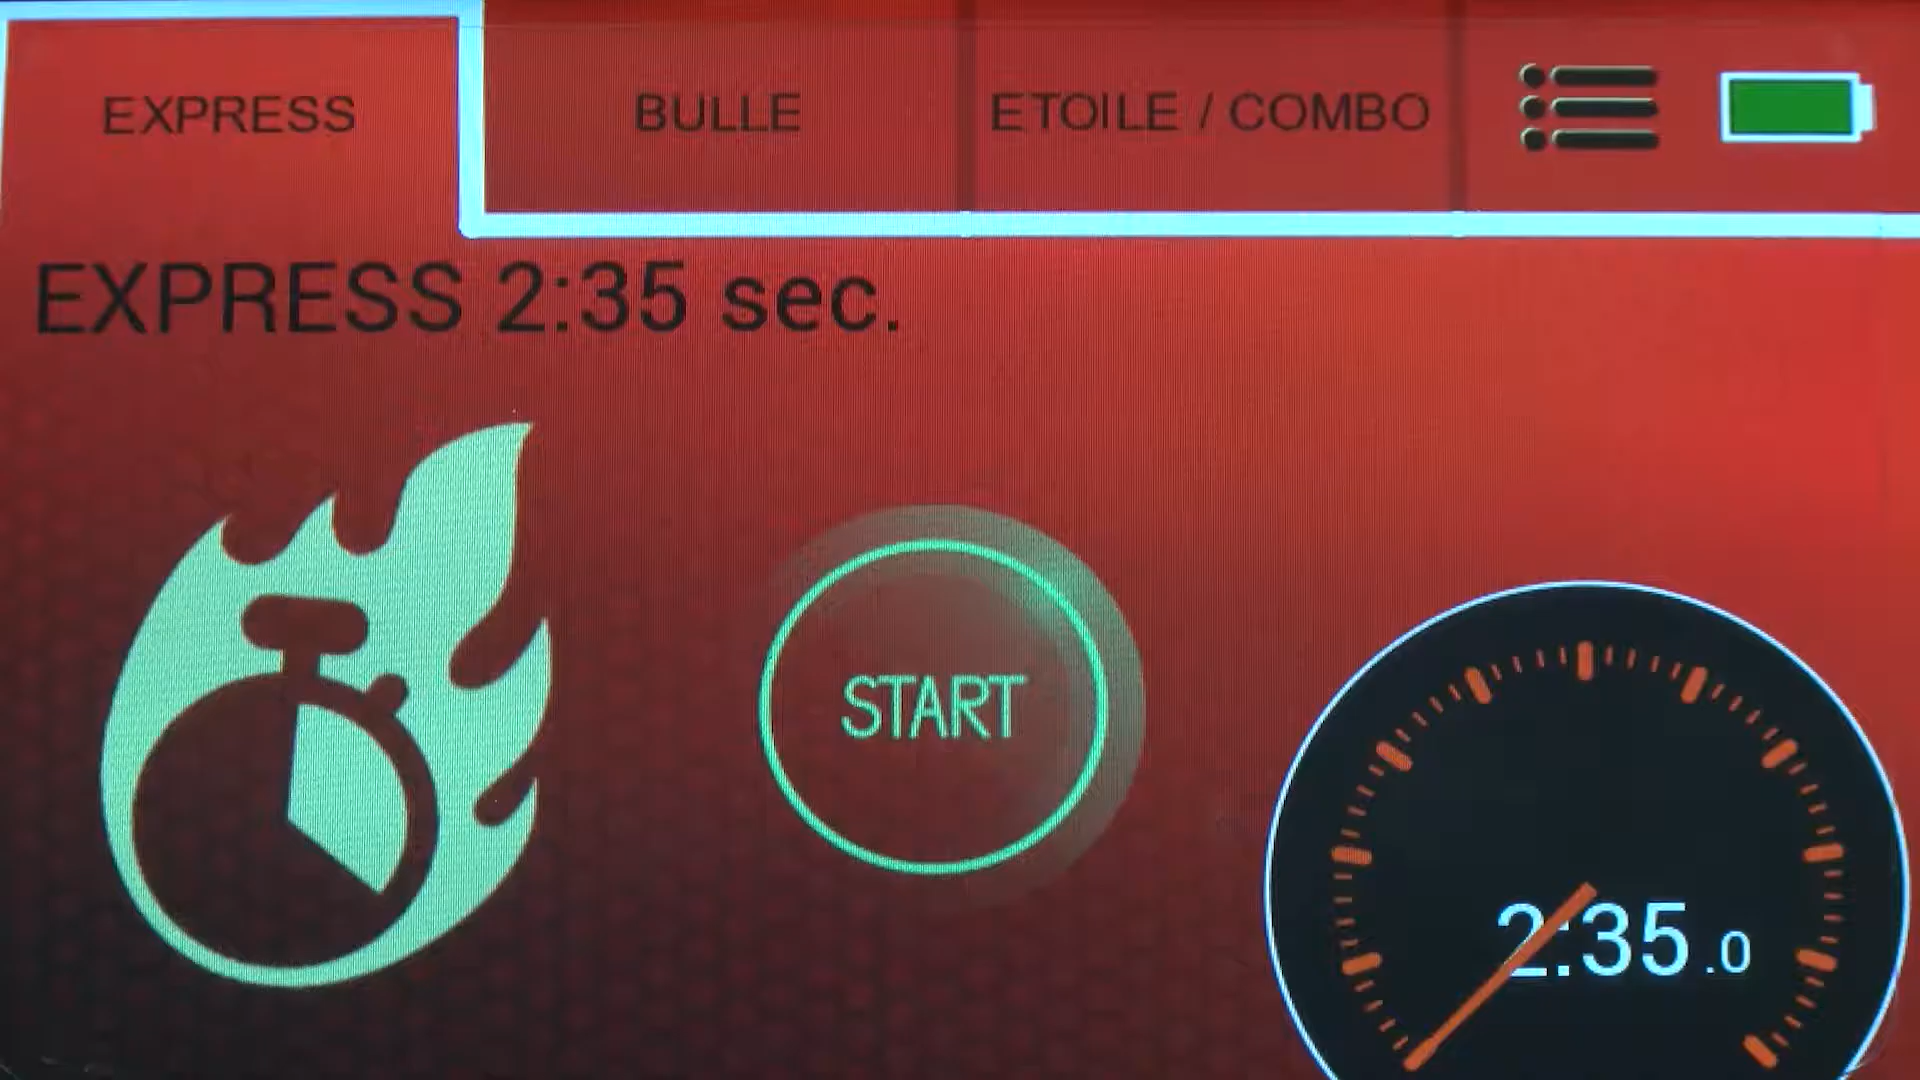 EXPRESS
BULLE
ETOILE / COMBO
EXPRESS 2:35 sec.
START
2:35.0